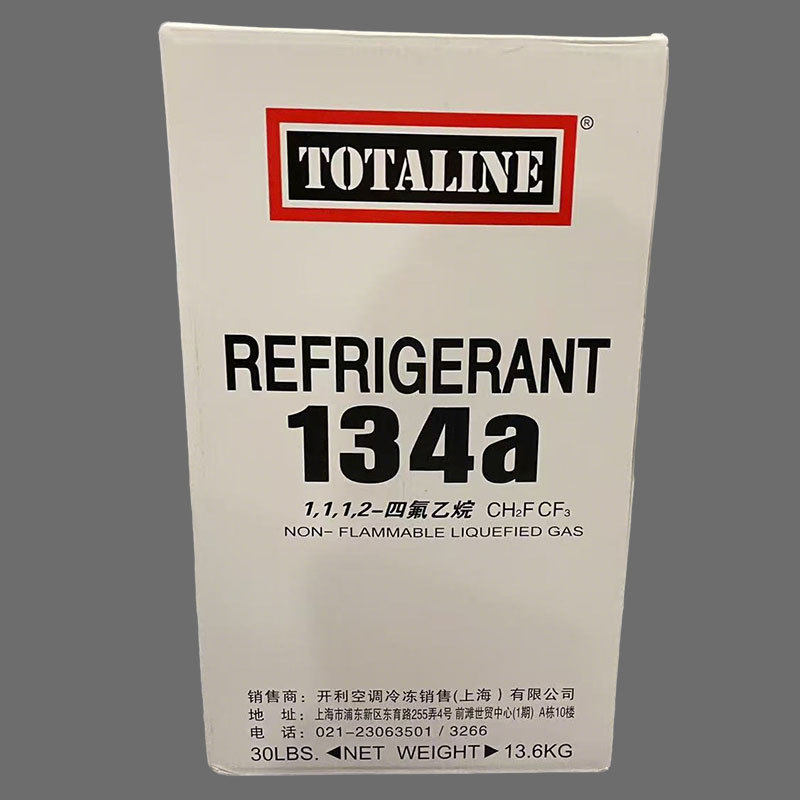 TOTALINE ®
REFRIGERANT
134a
1,1,1,2-四氟乙烷 CH₂FCF₃
NON- FLAMMABLE LIQUEFIED GAS
销售商：开利空调冷冻销售(上海）有限公司
地 址：上海市浦东新区东育路255弄4号 前滩世贸中心(1期) A栋10楼
电 话：021-23063501 / 3266
30LBS. ◀NET WEIGHT▶ 13.6KG